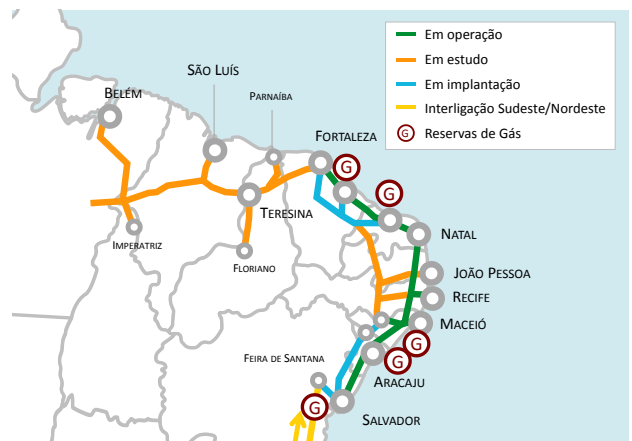 Em operação
Em estudo
Em implantação
Interligação Sudeste/Nordeste
G Reservas de Gás
SÃO LUÍS
BELÉM
PARNAÍBA
FORTALEZA
G
G
TERESINA
NATAL
IMPERATRIZ
FLORIANO
JOÃO PESSOA
RECIFE
MACEIÓ
G
G
FEIRA DE SANTANA
ARACAJU
G
SALVADOR